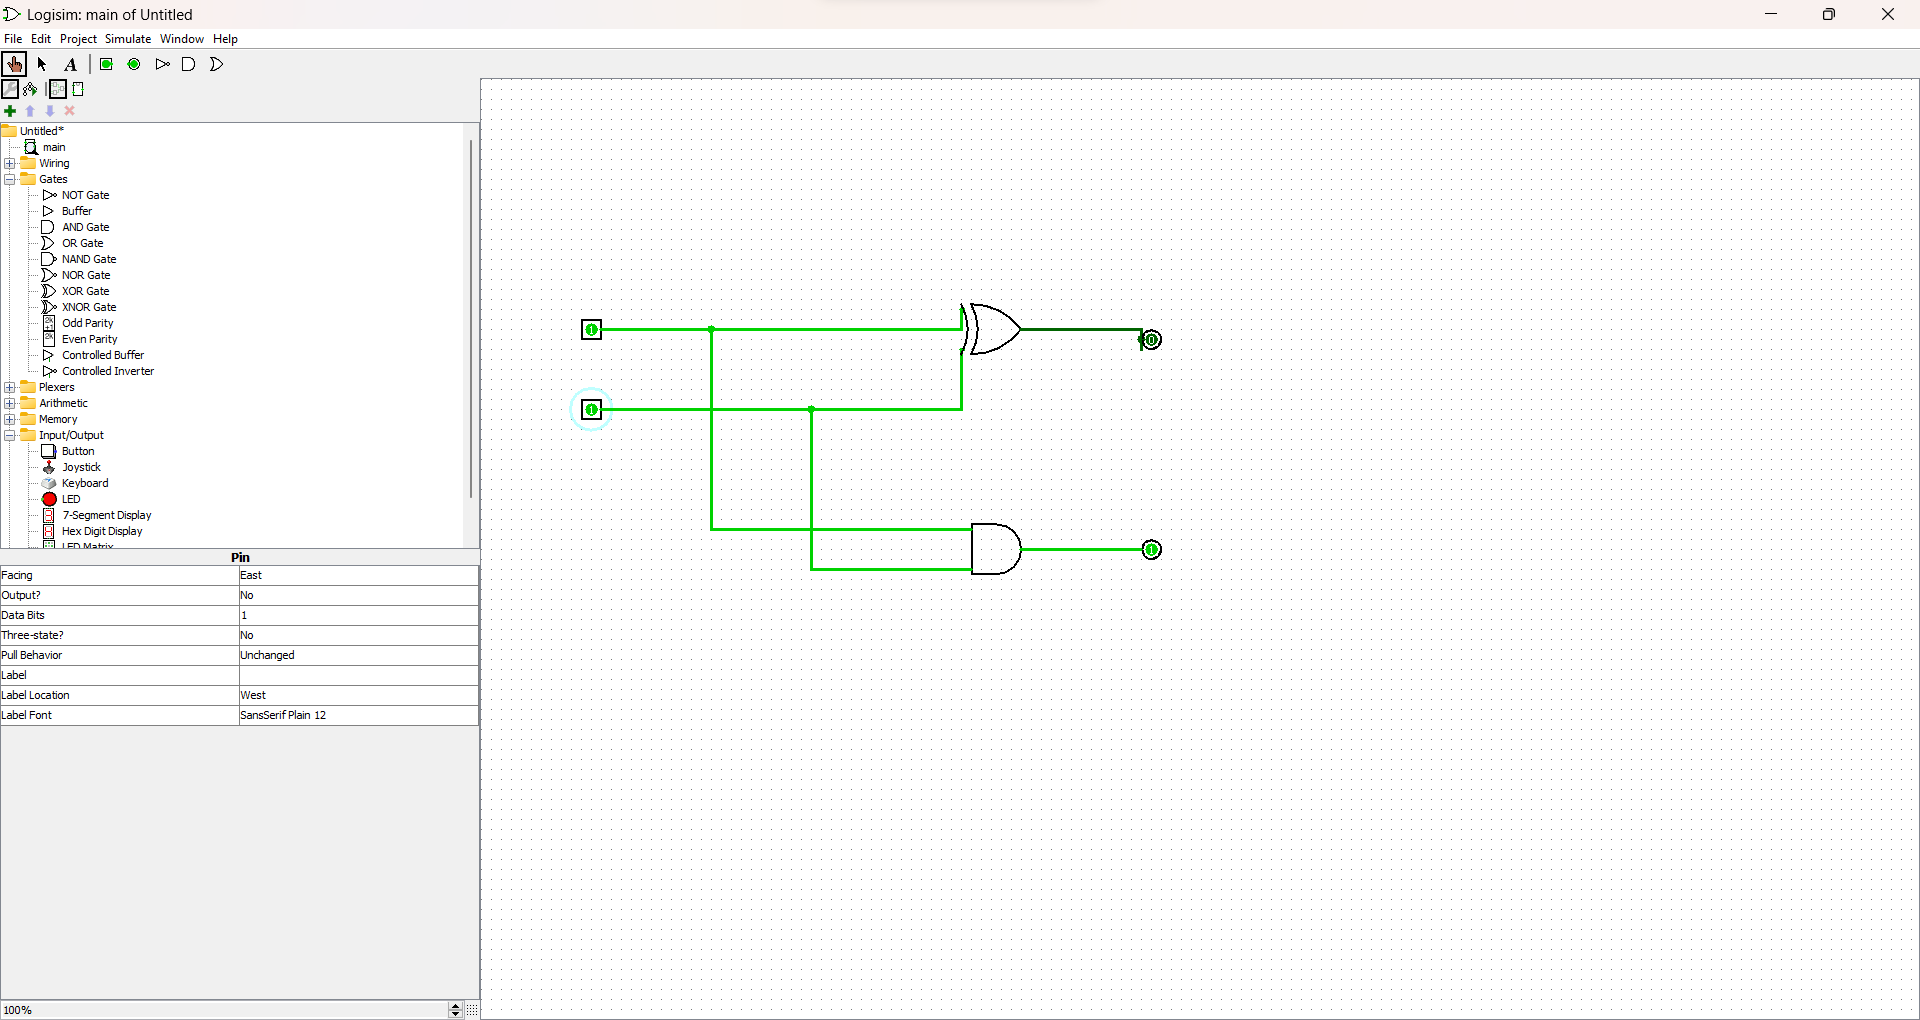 Logisim: main of Untitled
File Edit Project Simulate Window Help
A
Untitled*
main
Wiring
Gates
NOT Gate
Buffer
AND Gate
OR Gate
NAND Gate
NOR Gate
XOR Gate
XNOR Gate
Odd Parity
Even Parity
Controlled Buffer
Controlled Inverter
Plexers
Arithmetic
Memory
Input/Output
Button
Joystick
Keyboard
LED
7-Segment Display
Hex Digit Display
LED Matrix
Pin
Facing East
Output? No
Data Bits 1
Three-state? No
Pull Behavior Unchanged
Label
Label Location West
Label Font SansSerif Plain 12
100%
1
0
1
1